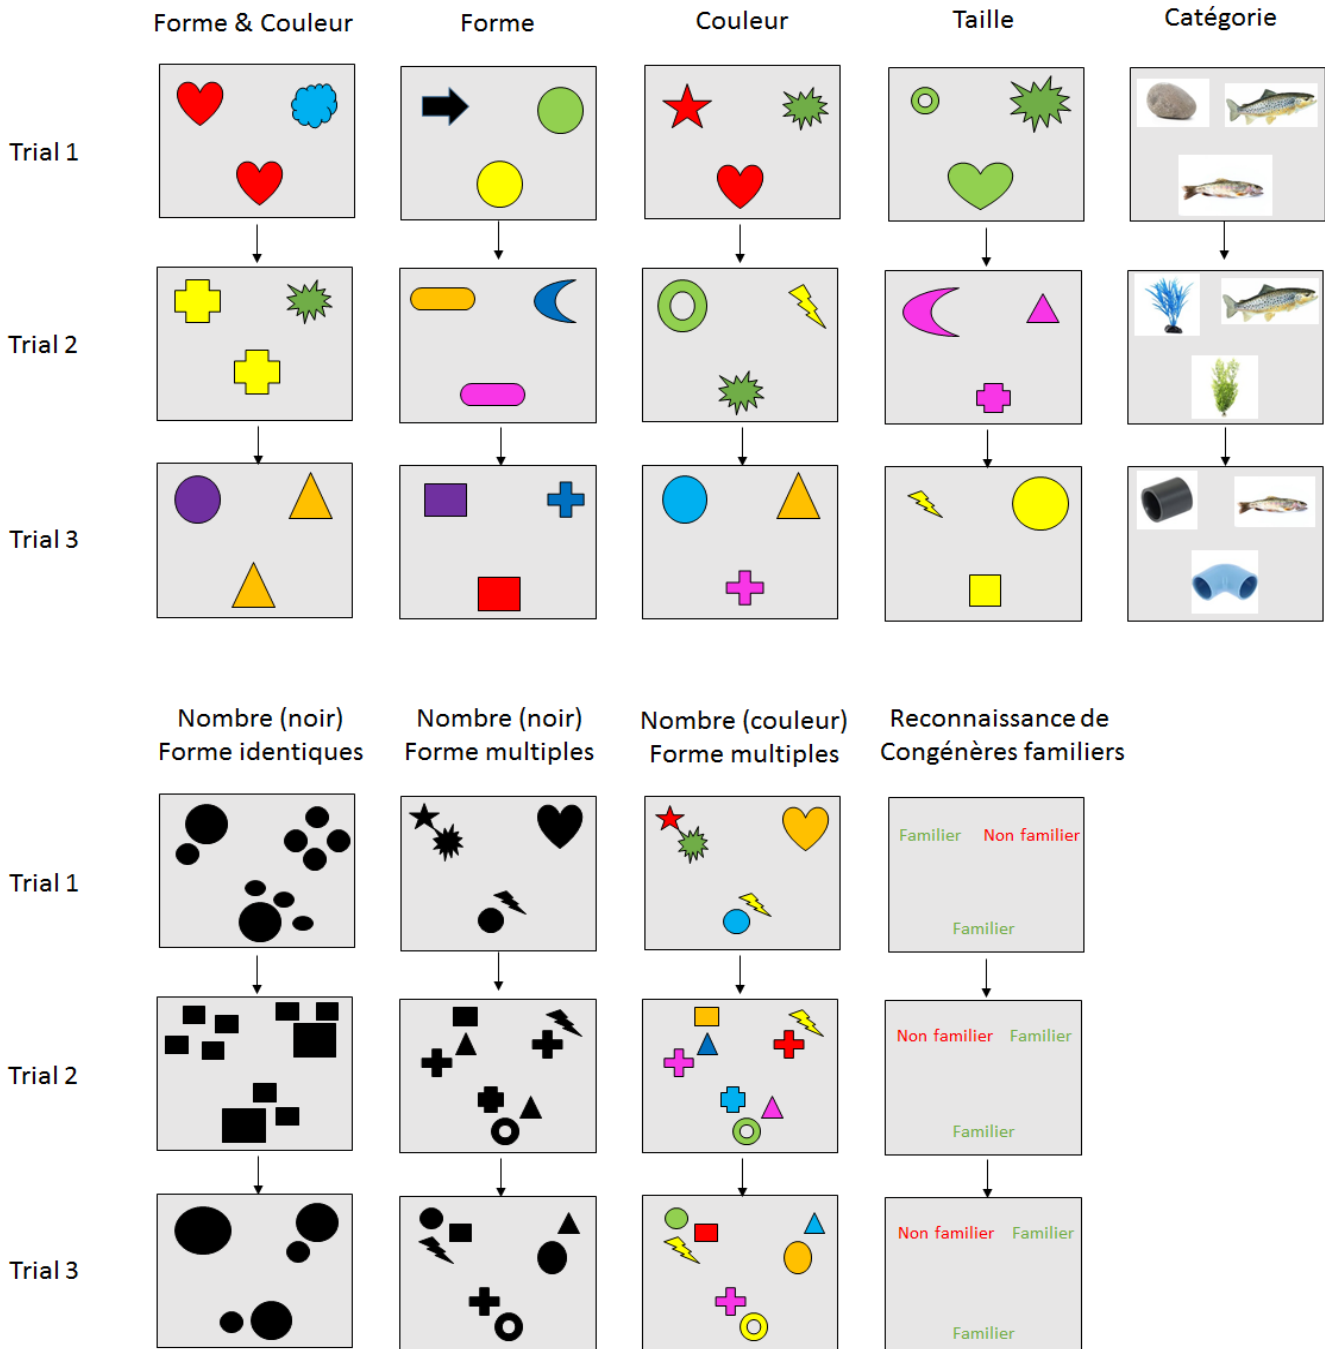 Forme & Couleur
Forme
Couleur
Taille
Catégorie
Trial 1
Trial 2
Trial 3
Nombre (noir)
Forme identiques
Nombre (noir)
Forme multiples
Nombre (couleur)
Forme multiples
Reconnaissance de
Congénères familiers
Trial 1
Familier
Non familier
Familier
Trial 2
Non familier
Familier
Familier
Trial 3
Non familier
Familier
Familier